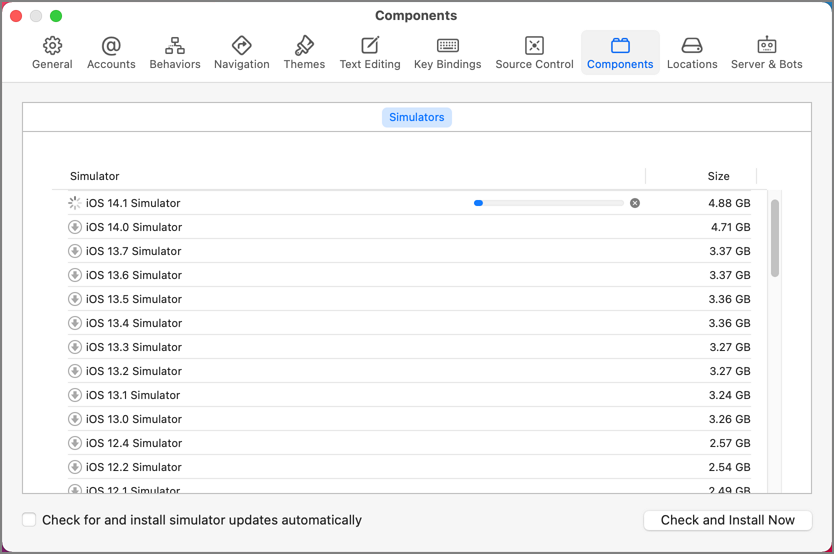 Components
General Accounts Behaviors Navigation Themes Text Editing Key Bindings Source Control Components Locations Server & Bots
Simulators
Simulator Size
iOS 14.1 Simulator 4.88 GB
iOS 14.0 Simulator 4.71 GB
iOS 13.7 Simulator 3.37 GB
iOS 13.6 Simulator 3.37 GB
iOS 13.5 Simulator 3.36 GB
iOS 13.4 Simulator 3.36 GB
iOS 13.3 Simulator 3.27 GB
iOS 13.2 Simulator 3.27 GB
iOS 13.1 Simulator 3.24 GB
iOS 13.0 Simulator 3.26 GB
iOS 12.4 Simulator 2.57 GB
iOS 12.2 Simulator 2.54 GB
iOS 12.1 Simulator 2.49 GB
Check for and install simulator updates automatically Check and Install Now